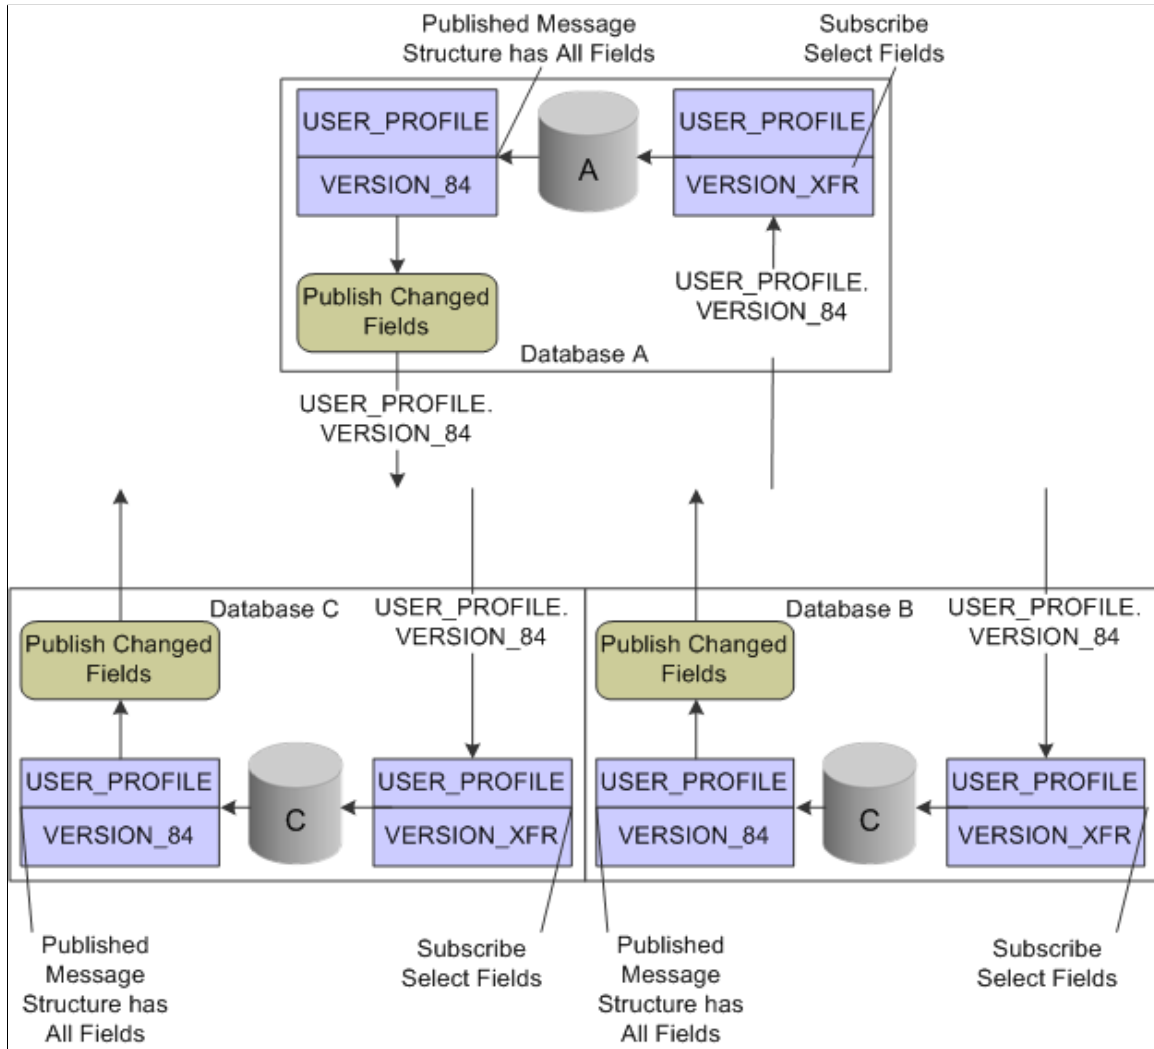 Published Message
Structure has All Fields
Subscribe
Select Fields
USER_PROFILE
VERSION_84
A
USER_PROFILE
VERSION_XFR
Publish Changed
Fields
USER_PROFILE.
VERSION_84
Database A
USER_PROFILE.
VERSION_84
Database C
USER_PROFILE.
VERSION_84
Publish Changed
Fields
USER_PROFILE
VERSION_84
C
USER_PROFILE
VERSION_XFR
Database B
USER_PROFILE.
VERSION_84
Publish Changed
Fields
USER_PROFILE
VERSION_84
C
USER_PROFILE
VERSION_XFR
Published
Message
Structure has
All Fields
Subscribe
Select Fields
Published
Message
Structure has
All Fields
Subscribe
Select Fields